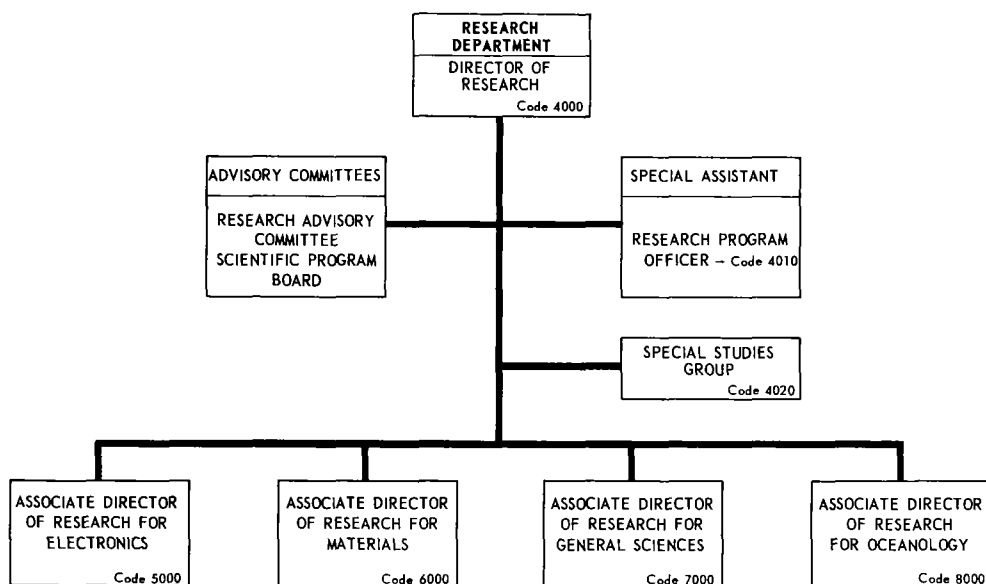 RESEARCH
DEPARTMENT
DIRECTOR OF
RESEARCH
Code 4000
ADVISORY COMMITTEES
RESEARCH ADVISORY
COMMITTEE
SCIENTIFIC PROGRAM
BOARD
SPECIAL ASSISTANT
RESEARCH PROGRAM
OFFICER – Code 4010
SPECIAL STUDIES
GROUP
Code 4020
ASSOCIATE DIRECTOR
OF RESEARCH FOR
ELECTRONICS
Code 5000
ASSOCIATE DIRECTOR
OF RESEARCH FOR
MATERIALS
Code 6000
ASSOCIATE DIRECTOR
OF RESEARCH FOR
GENERAL SCIENCES
Code 7000
ASSOCIATE DIRECTOR
OF RESEARCH
FOR OCEANOLOGY
Code 8000